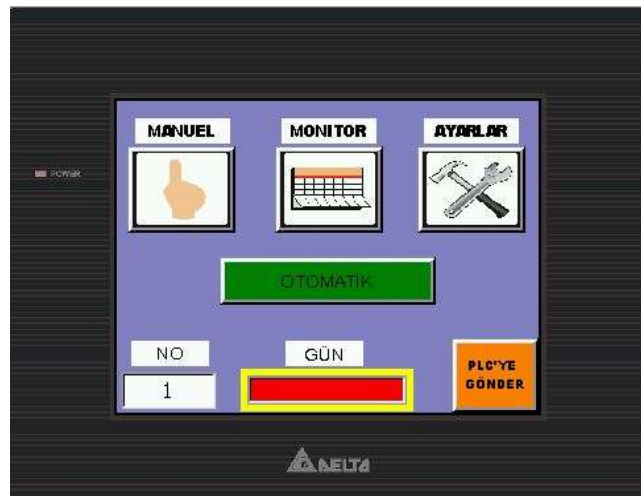 MANUEL
MONITOR
AYARLAR
POWER
OTOMATİK
NO
GÜN
1
PLC'YE
GÖNDER
DELTA